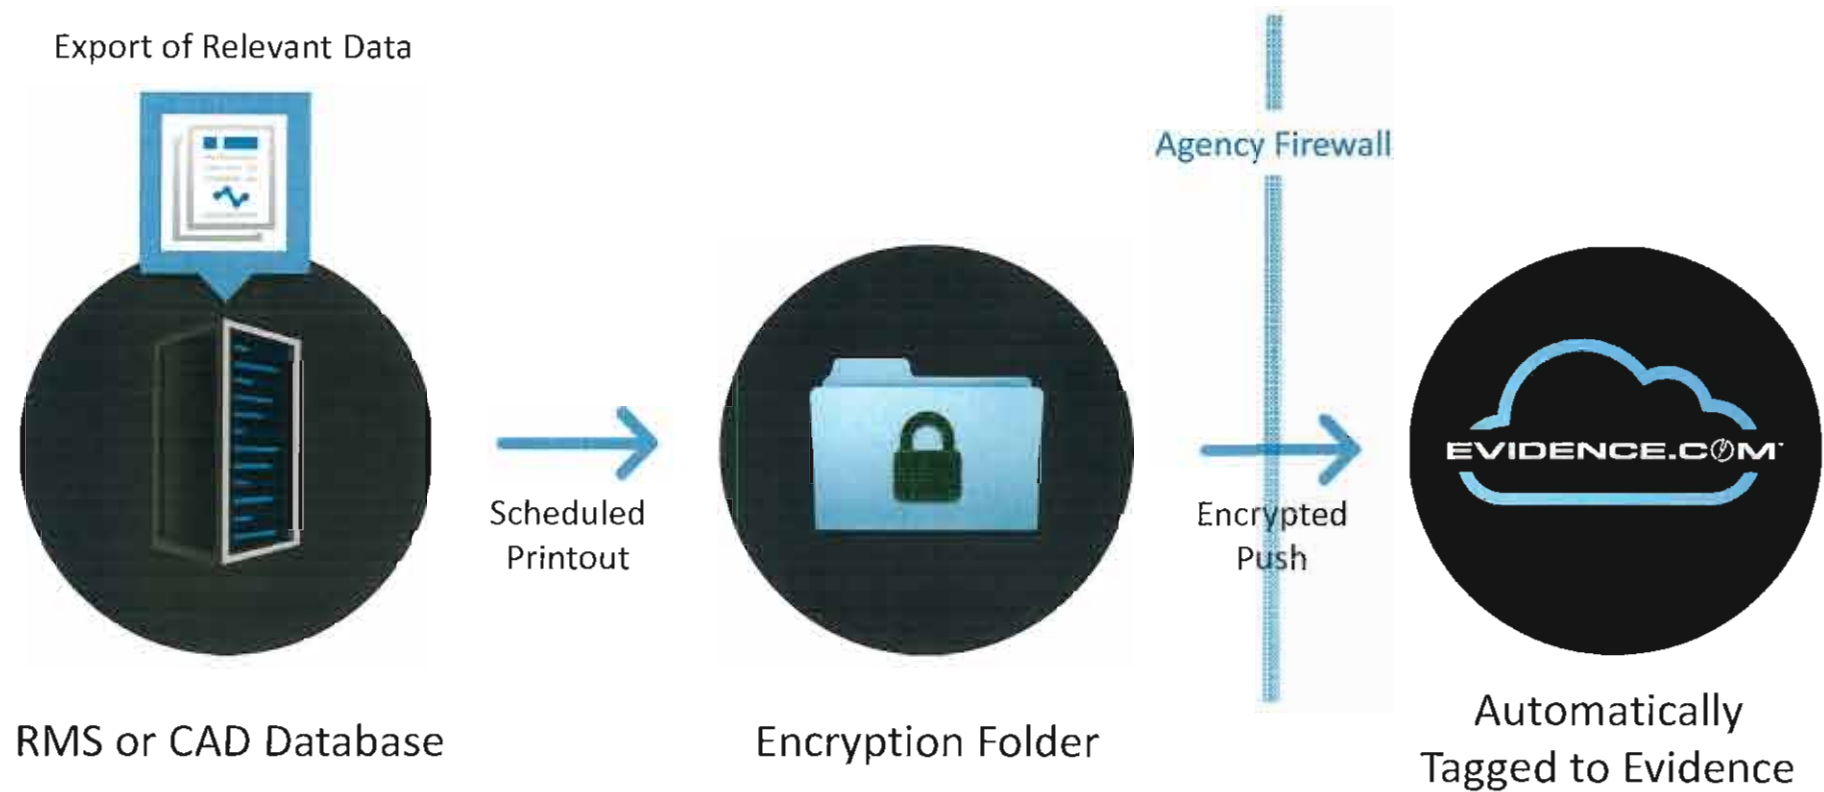 Export of Relevant Data
Agency Firewall
EVIDENCE.COM
Scheduled
Printout
Encrypted
Push
RMS or CAD Database
Encryption Folder
Automatically
Tagged to Evidence